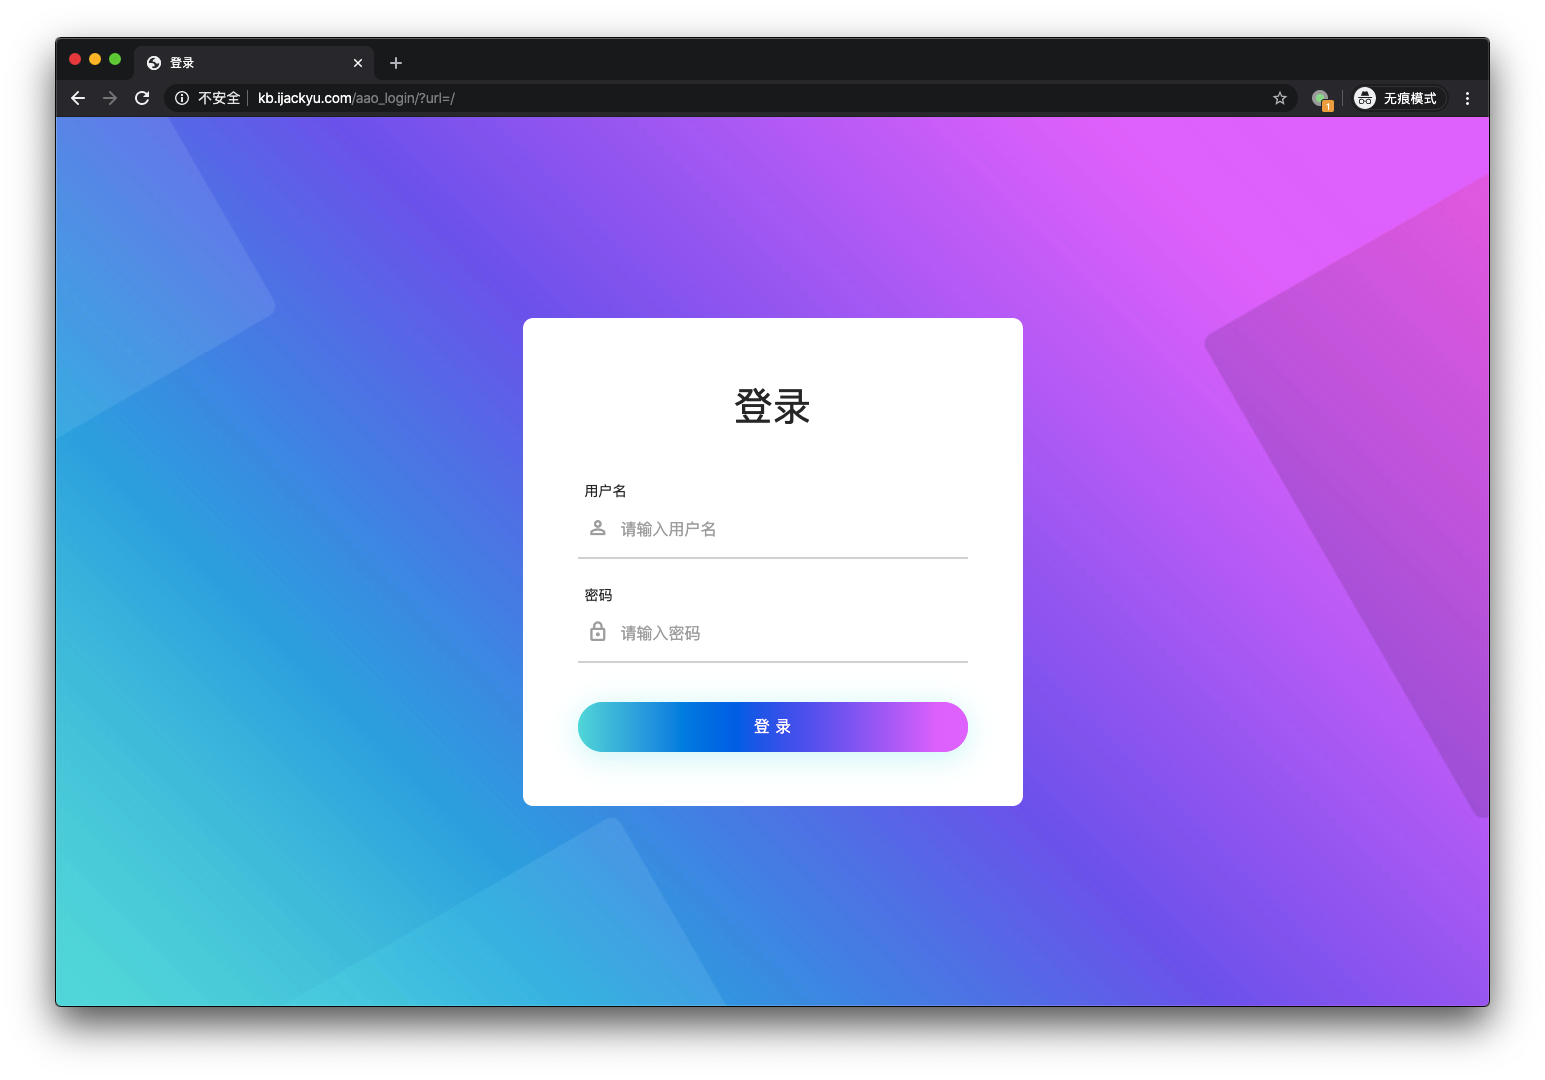 登录
不安全 kb.ijackyu.com/aao_login/?url=/
1
无痕模式
登录
用户名
请输入用户名
密码
请输入密码
登 录